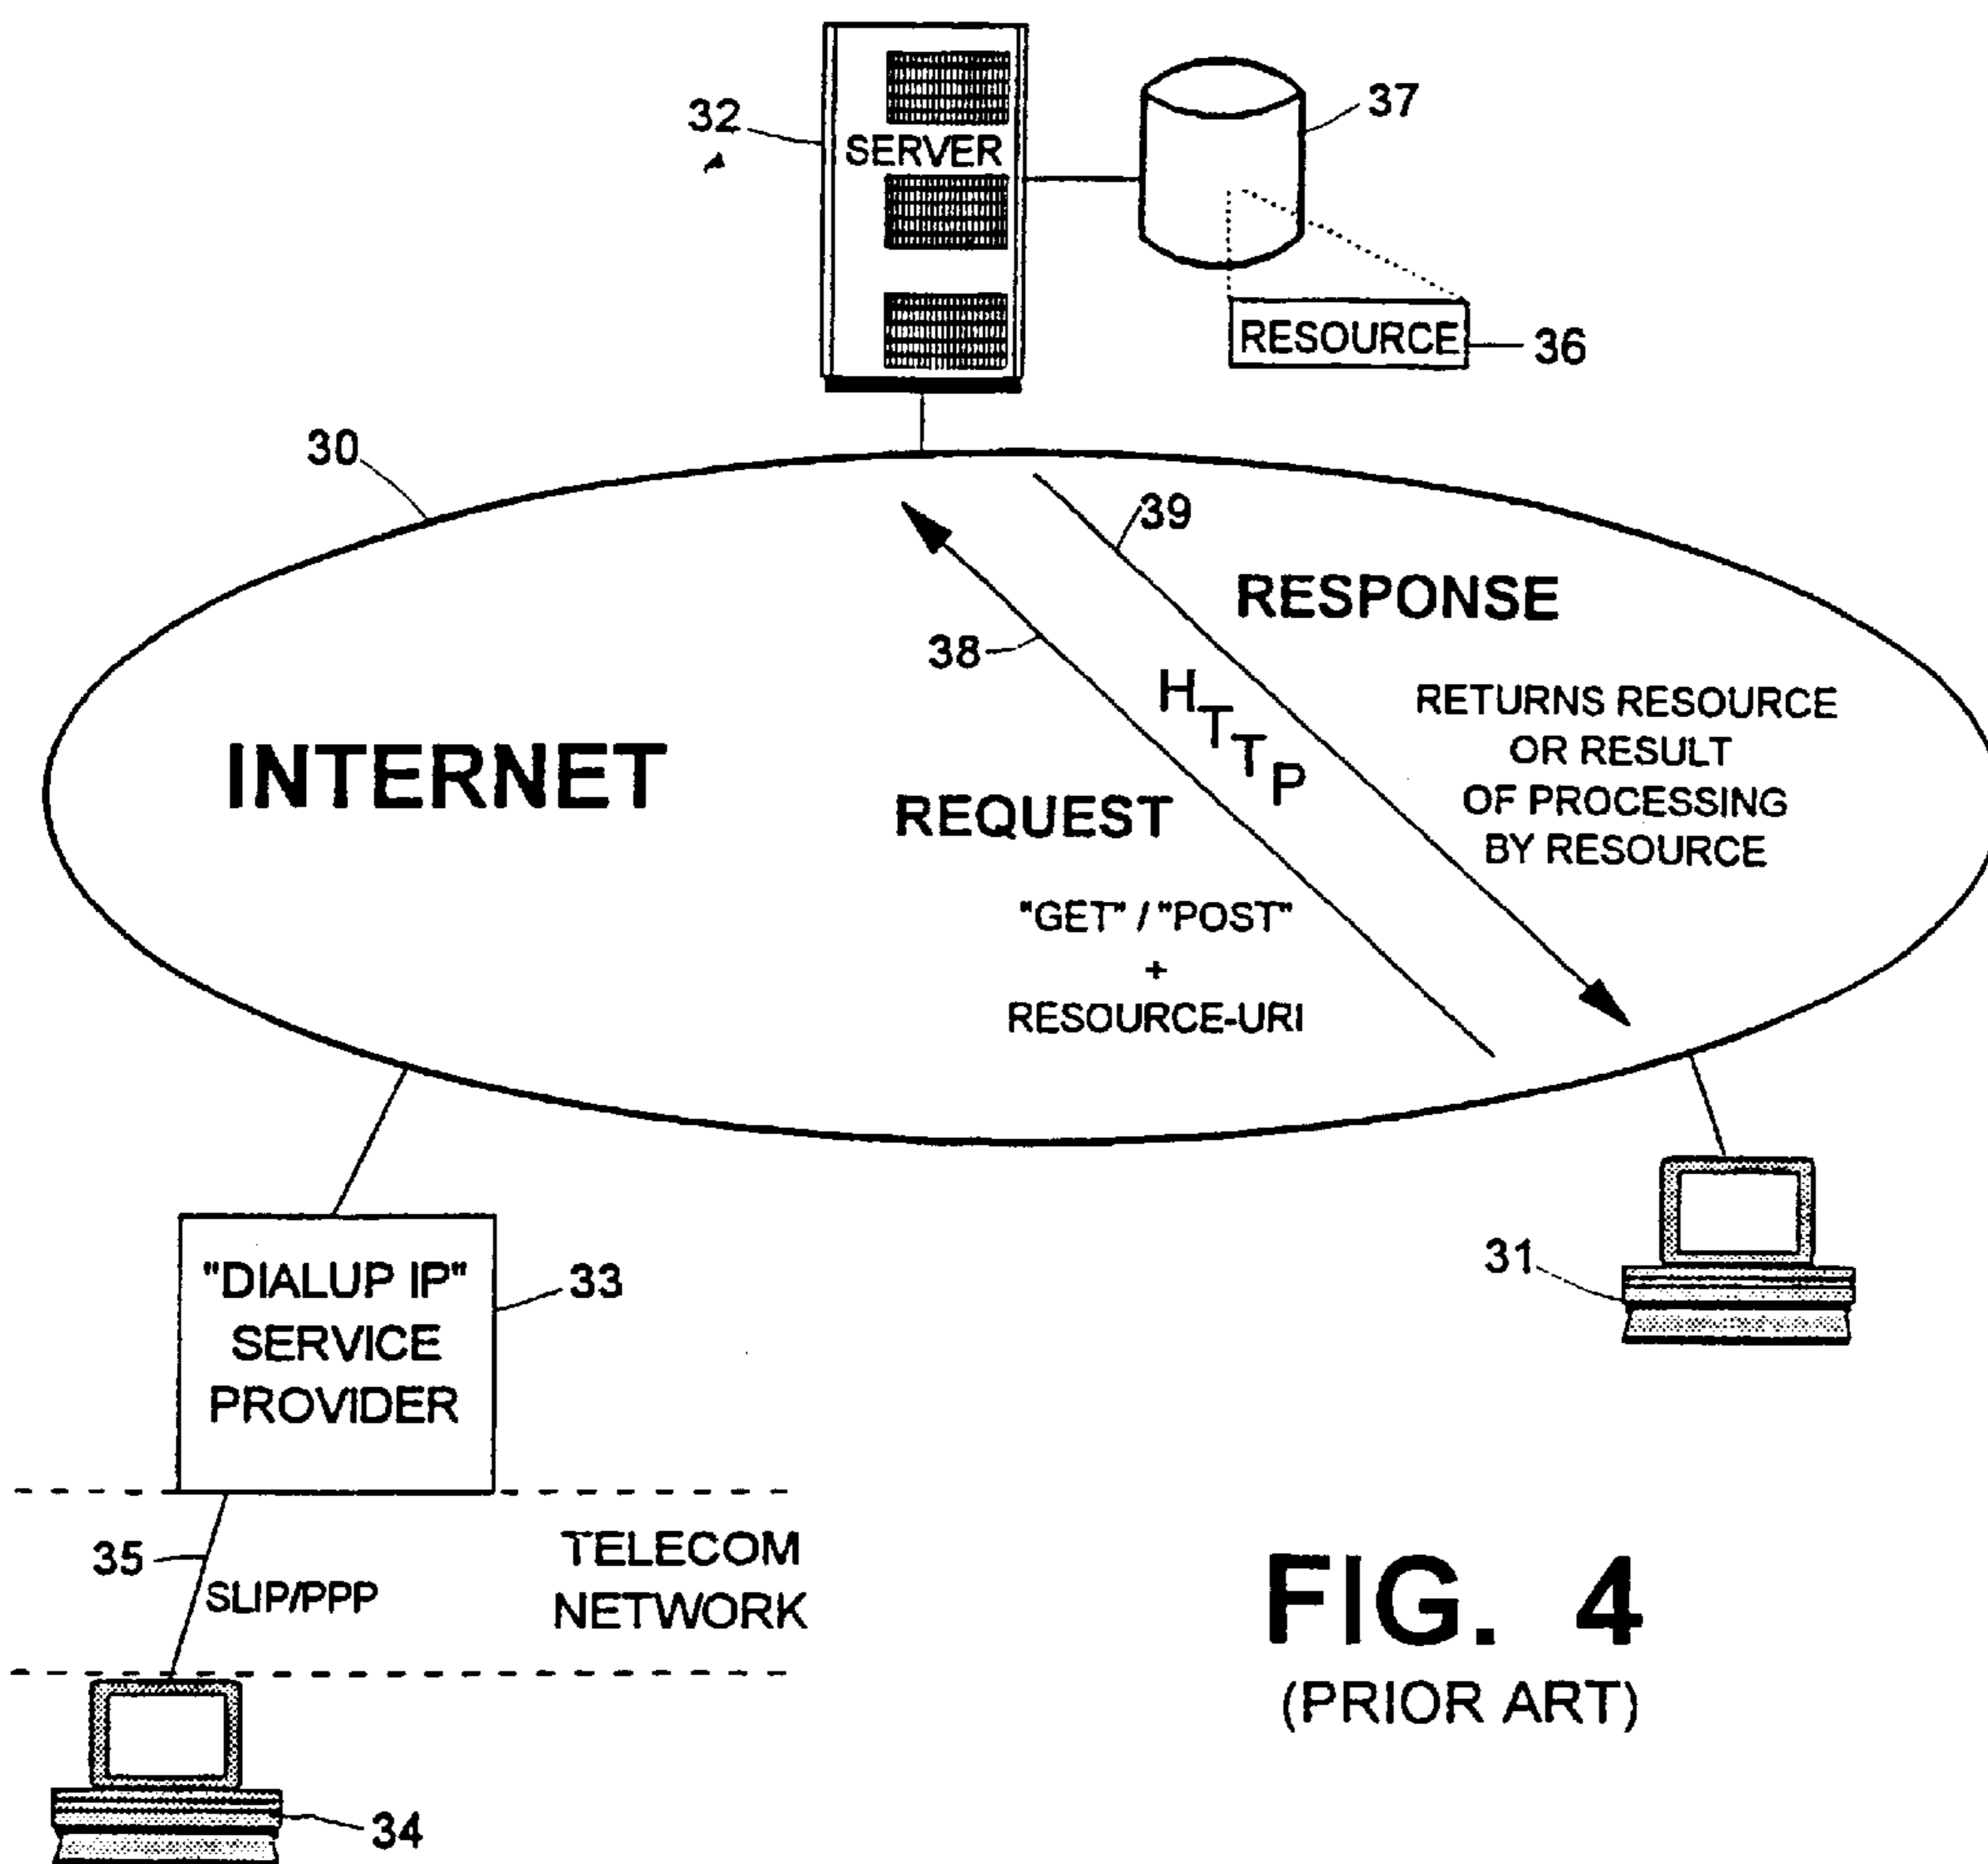 32
SERVER
37
RESOURCE
36
30
39
RESPONSE
38
HTTP
RETURNS RESOURCE
OR RESULT
OF PROCESSING
BY RESOURCE
INTERNET
REQUEST
"GET" / "POST"
+
RESOURCE-URI
"DIALUP IP"
SERVICE
PROVIDER
33
31
35
SLIP/PPP
TELECOM
NETWORK
34
FIG. 4
(PRIOR ART)